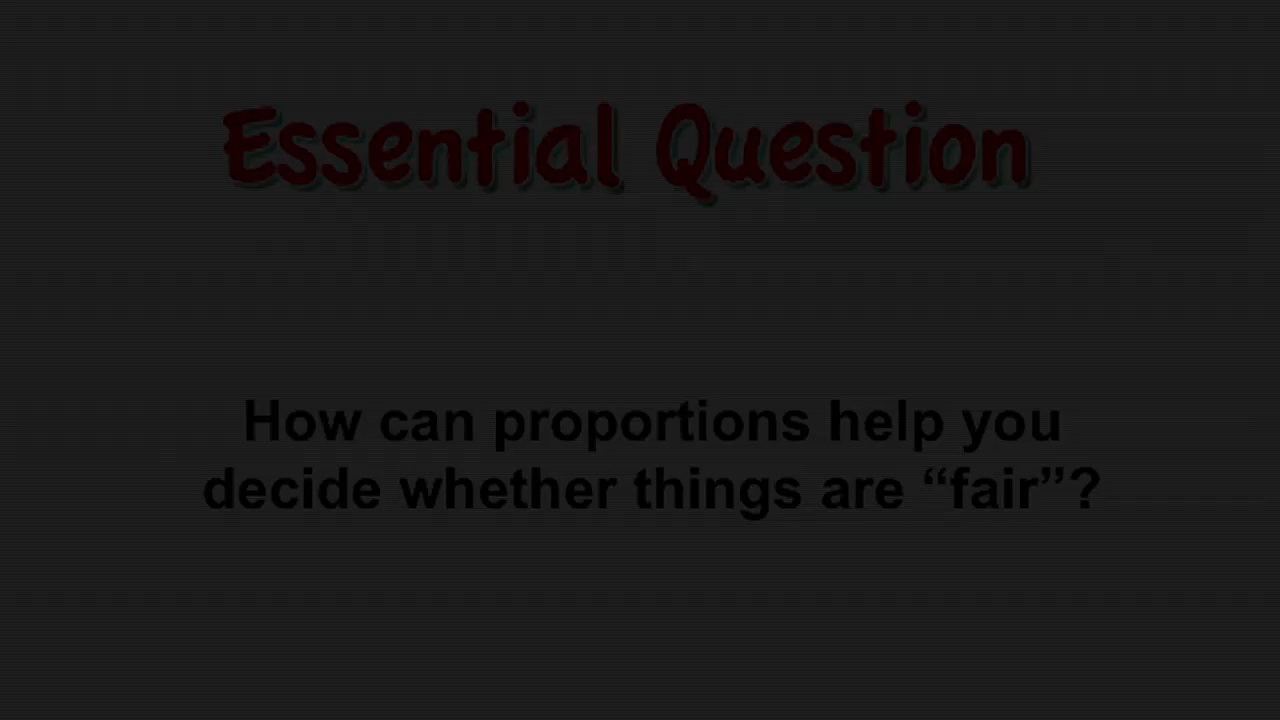 Essential Question
How can proportions help you
decide whether things are “fair”?